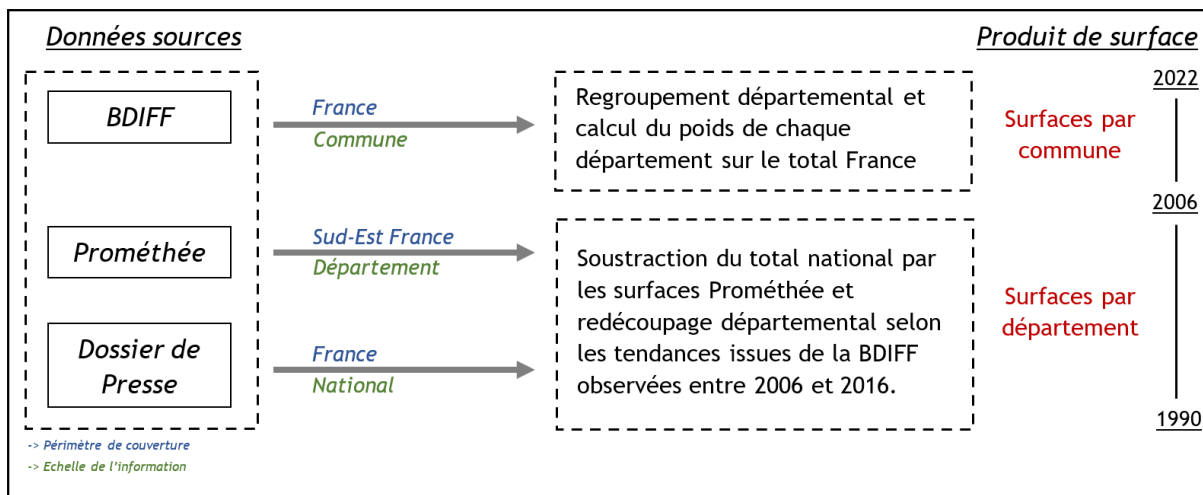 Données sources
Produit de surface
BDIFF
France
Commune
Regroupement départemental et
calcul du poids de chaque
département sur le total France
Surfaces par
commune
2022
2006
Prométhée
Sud-Est France
Département
Dossier de
Presse
France
National
Soustraction du total national par
les surfaces Prométhée et
redécoupage départemental selon
les tendances issues de la BDIFF
observées entre 2006 et 2016.
Surfaces par
département
1990
-> Périmètre de couverture
-> Echelle de l'information